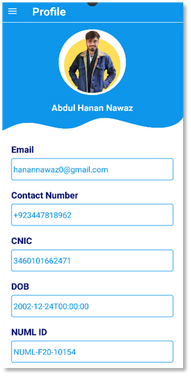 Profile
Abdul Hanan Nawaz
Email
hanannawaz0@gmail.com
Contact Number
+923447818962
CNIC
3460101662471
DOB
2002-12-24T00:00:00
NUML ID
NUML-F20-10154